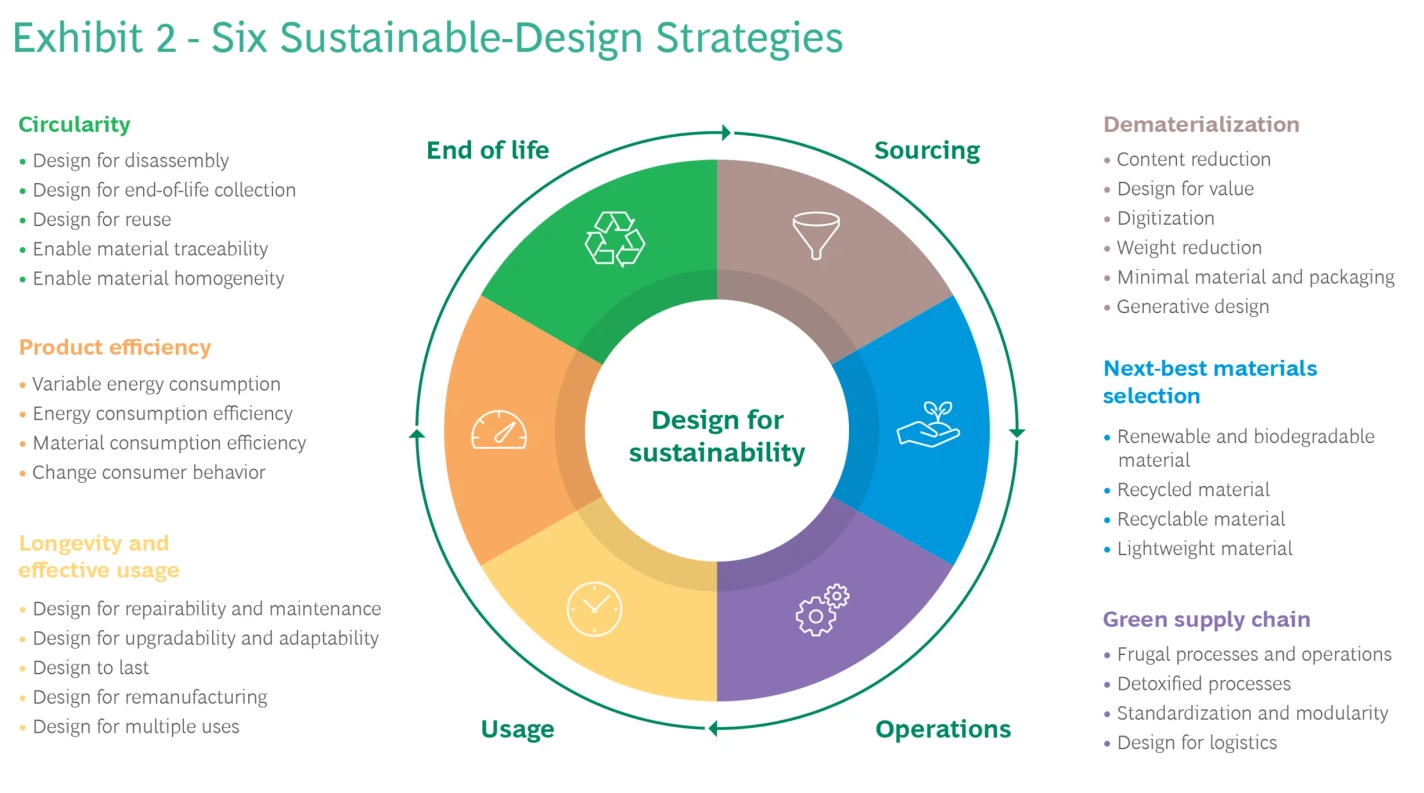 Exhibit 2 - Six Sustainable-Design Strategies
Circularity
• Design for disassembly
• Design for end-of-life collection
• Design for reuse
• Enable material traceability
• Enable material homogeneity
Product efficiency
• Variable energy consumption
• Energy consumption efficiency
• Material consumption efficiency
• Change consumer behavior
Longevity and
effective usage
• Design for repairability and maintenance
• Design for upgradability and adaptability
• Design to last
• Design for remanufacturing
• Design for multiple uses
End of life
Sourcing
Design for
sustainability
Usage
Operations
Dematerialization
• Content reduction
• Design for value
• Digitization
• Weight reduction
• Minimal material and packaging
• Generative design
Next-best materials
selection
• Renewable and biodegradable
material
• Recycled material
• Recyclable material
• Lightweight material
Green supply chain
• Frugal processes and operations
• Detoxified processes
• Standardization and modularity
• Design for logistics